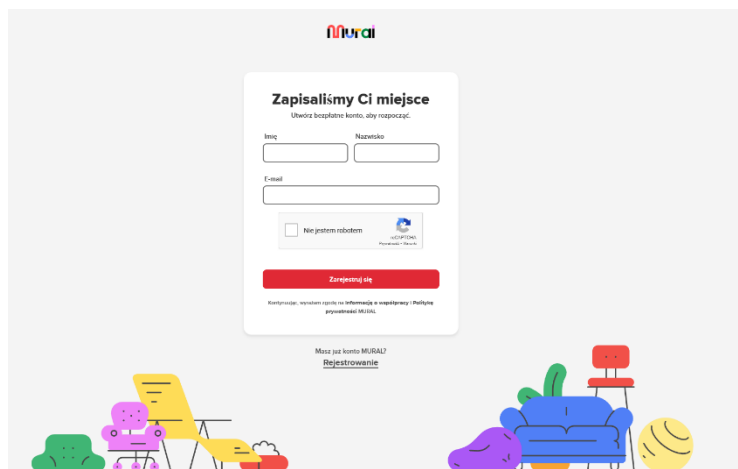 Mural
Zapisaliśmy Ci miejsce
Utwórz bezpłatne konto, aby rozpocząć.
Imię Nazwisko
E-mail
Nie jestem robotem
reCAPTCHA
Zarejestruj się
Kontynuując, wyrażam zgodę na Informację o współpracy i Politykę
prywatności MURAL
Masz już konto MURAL?
Rejestrowanie